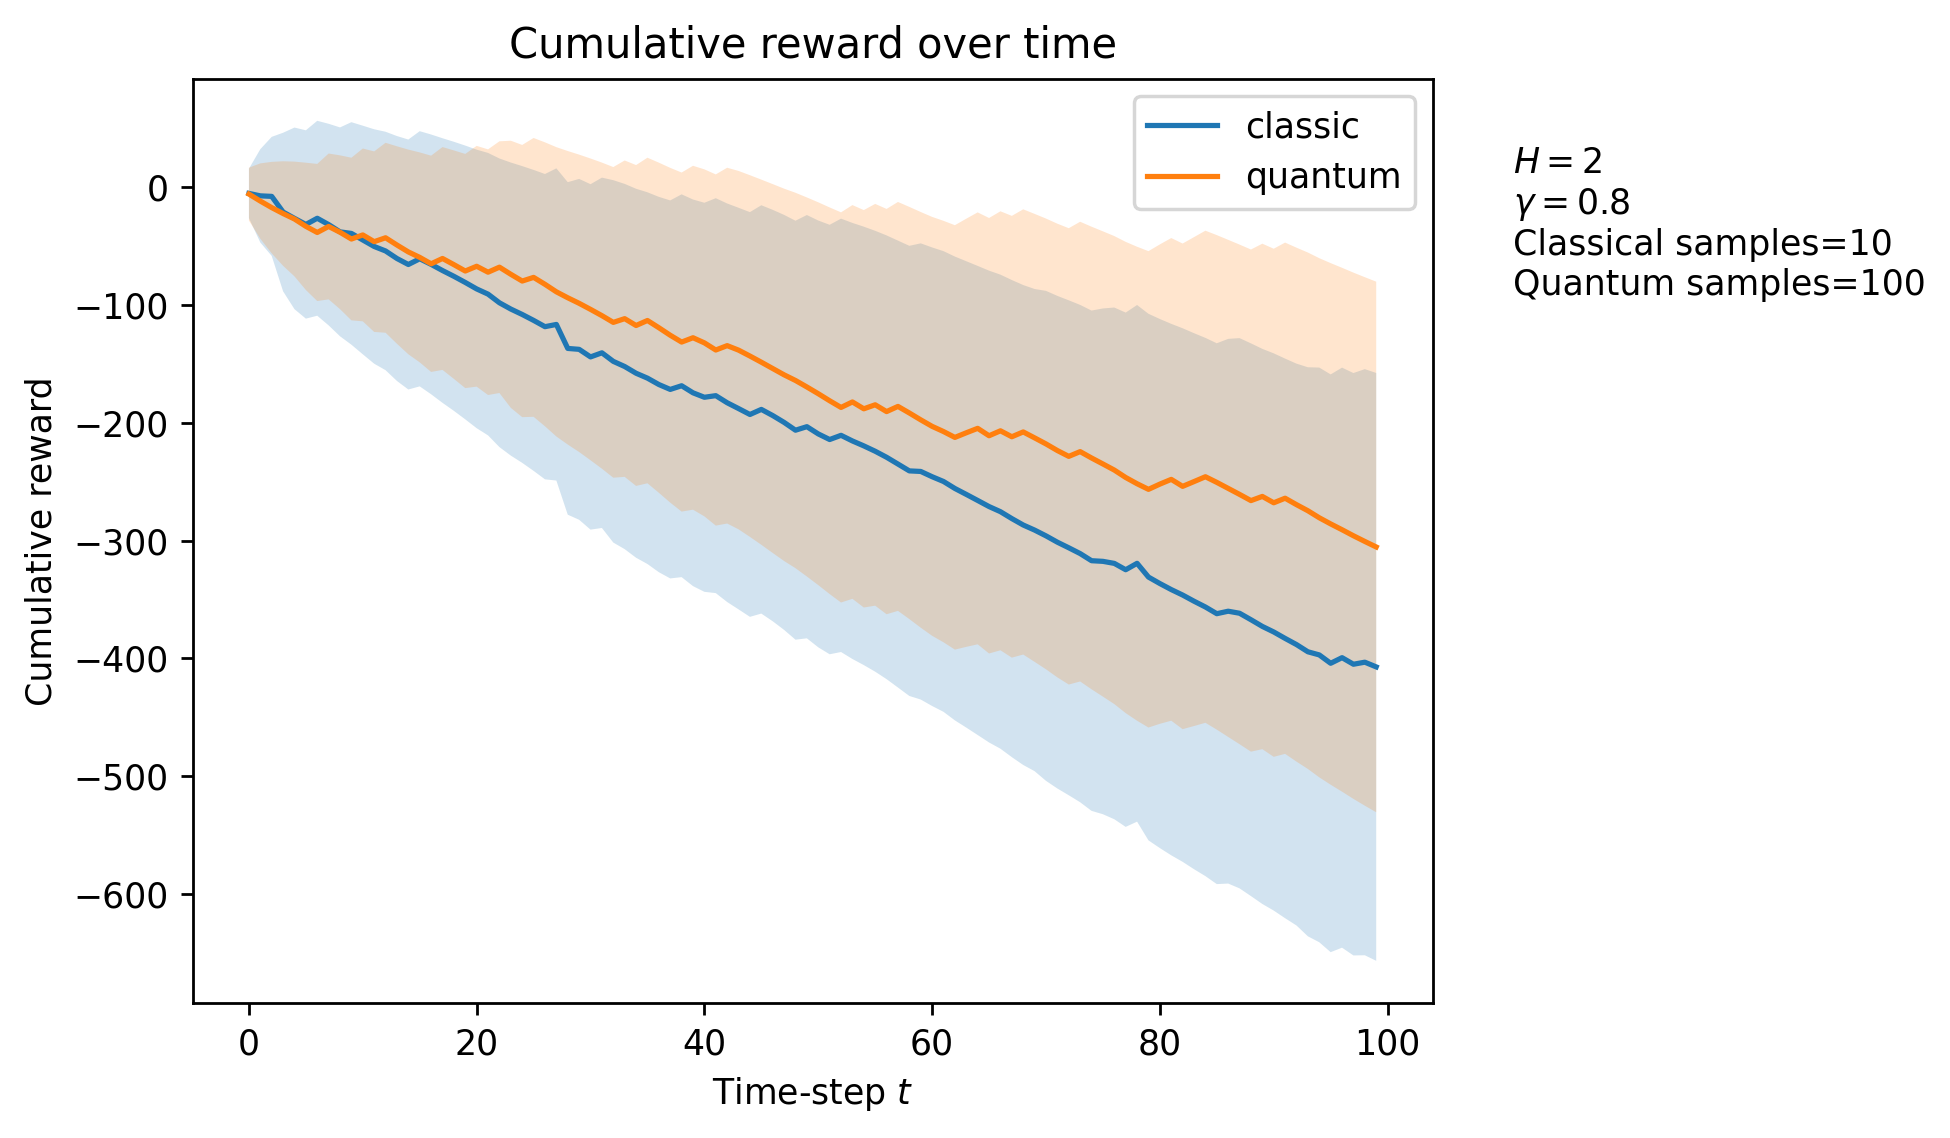 Cumulative reward over time
classic
quantum
H = 2
γ = 0.8
Classical samples=10
Quantum samples=100
Cumulative reward
0
−100
−200
−300
−400
−500
−600
0 20 40 60 80 100
Time-step t